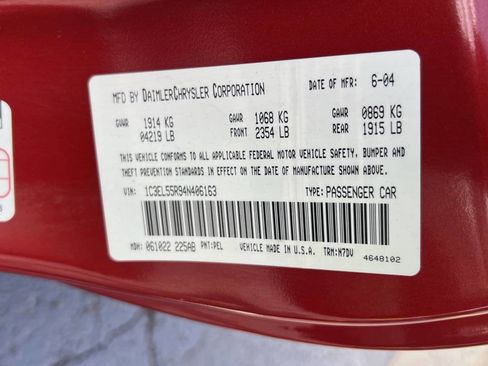 MFD BY DAIMLERCHRYSLER CORPORATION DATE OF MFR: 6-04
GVWR 1914 KG GAWR 1068 KG GAWR 0869 KG
04219 LB FRONT 2354 LB REAR 1915 LB
THIS VEHICLE CONFORMS TO ALL APPLICABLE FEDERAL MOTOR VEHICLE SAFETY, BUMPER AND
THEFT PREVENTION STANDARDS IN EFFECT ON THE DATE OF MANUFACTURE SHOWN ABOVE.
VIN: 1C3EL55R94N406163 TYPE: PASSENGER CAR
MDH: 061022 225AB PNT: PEL VEHICLE MADE IN U.S.A. TRM: N7DV
4648102